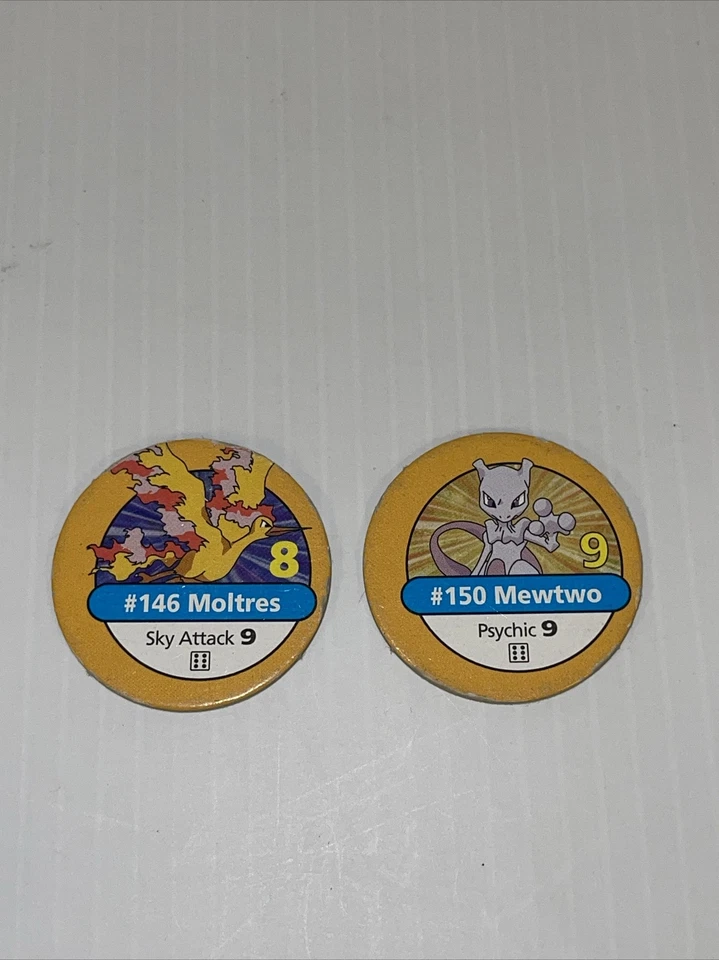 8
#146 Moltres
Sky Attack 9
9
#150 Mewtwo
Psychic 9